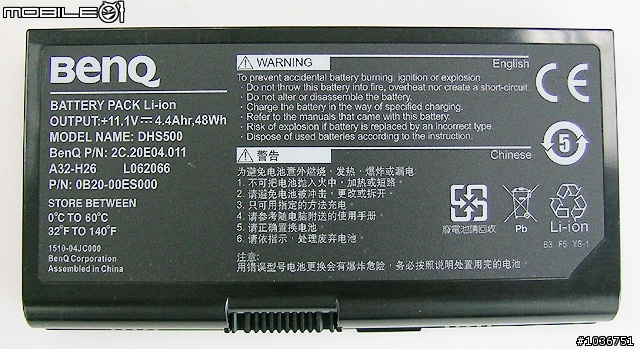 MOBILE01
BENQ
BATTERY PACK Li-ion
OUTPUT:+11.1V⎓4.4Ahr,48Wh
MODEL NAME: DHS500
BenQ P/N: 2C.20E04.011
A32-H26 L062066
P/N: 0B20-00ES000
STORE BETWEEN
0°C TO 60°C
32°F TO 140°F
1510-04JC000
BenQ Corporation
Assembled in China
WARNING English
To prevent accidental battery burning, ignition or explosion
· Do not throw this battery into fire, overheat nor create a short-circuit.
· Do not alter or disassemble the battery.
· Charge the battery in the way of specified charging.
· Refer to the manuals that came with this battery.
· Risk of explosion if battery is replaced by an incorrect type.
· Dispose of used batteries according to the instruction.
警告 Chinese
为避免电池意外燃烧，发热，爆炸或漏电
1. 不可把电池抛入火中，加热或短路。
2. 请避免电池被冲击，更改或拆开。
3. 只可用指定的方法充电。
4. 请参考随电脑附送的使用手册。
5. 请正确置换电池。
6. 请依指示，处理废弃电池。
注意:
用错误型号电池更换会有爆炸危险，务必按照说明处置用完的电池。
CE
5
廢電池請回收
Pb
Li-ion
B3 F5 YS-1
#1036751